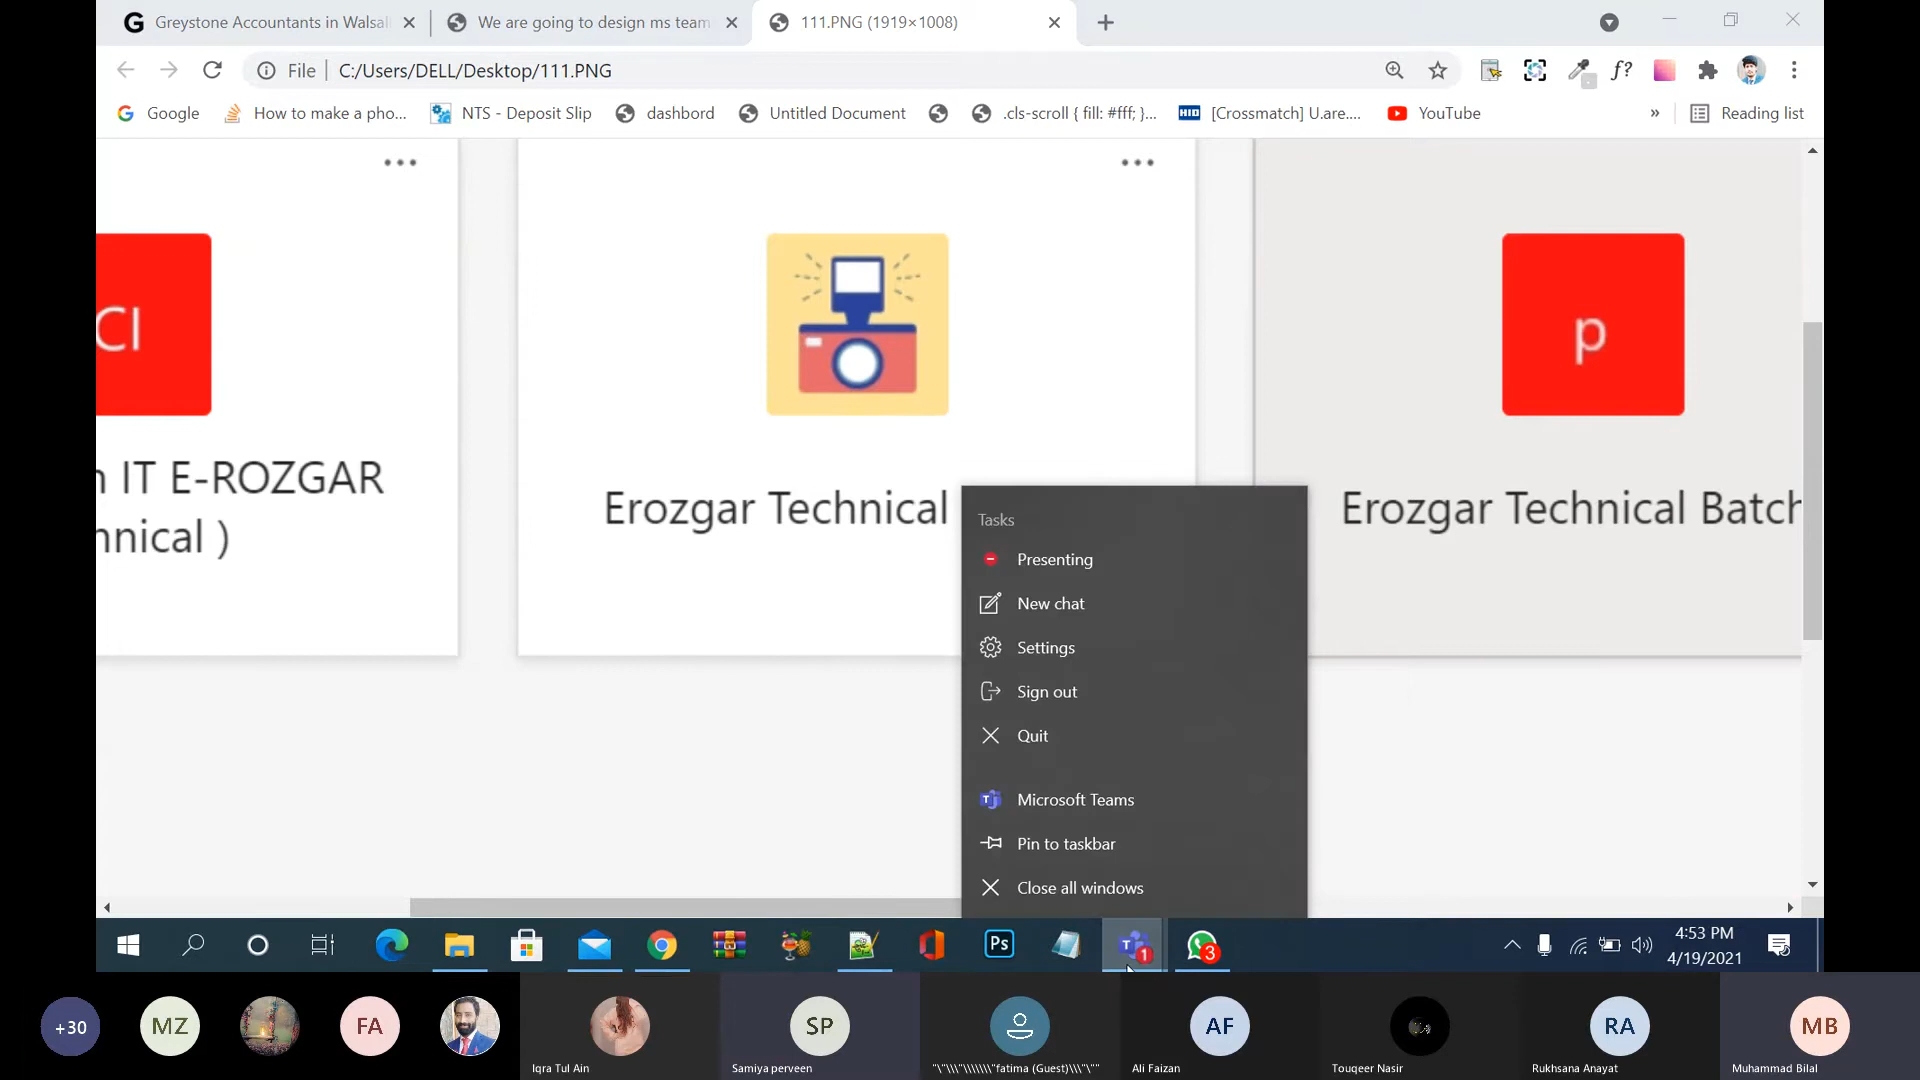 Greystone Accountants in Walsal
We are going to design ms team
111.PNG (1919×1008)
File
C:/Users/DELL/Desktop/111.PNG
f?
Google
How to make a pho...
NTS - Deposit Slip
dashbord
Untitled Document
.cls-scroll { fill: #fff; }...
HID
[Crossmatch] U.are....
YouTube
»
Reading list
CI
p
n IT E-ROZGAR
hnical )
Erozgar Technical
Erozgar Technical Batch
Tasks
Presenting
New chat
Settings
Sign out
Quit
Microsoft Teams
Pin to taskbar
Close all windows
Ps
T
1
3
4:53 PM
4/19/2021
+30
MZ
FA
SP
AF
RA
MB
Iqra Tul Ain
Samiya perveen
"\"\\\"\\\\\\\"fatima (Guest)\\\"\""
Ali Faizan
Touqeer Nasir
Rukhsana Anayat
Muhammad Bilal